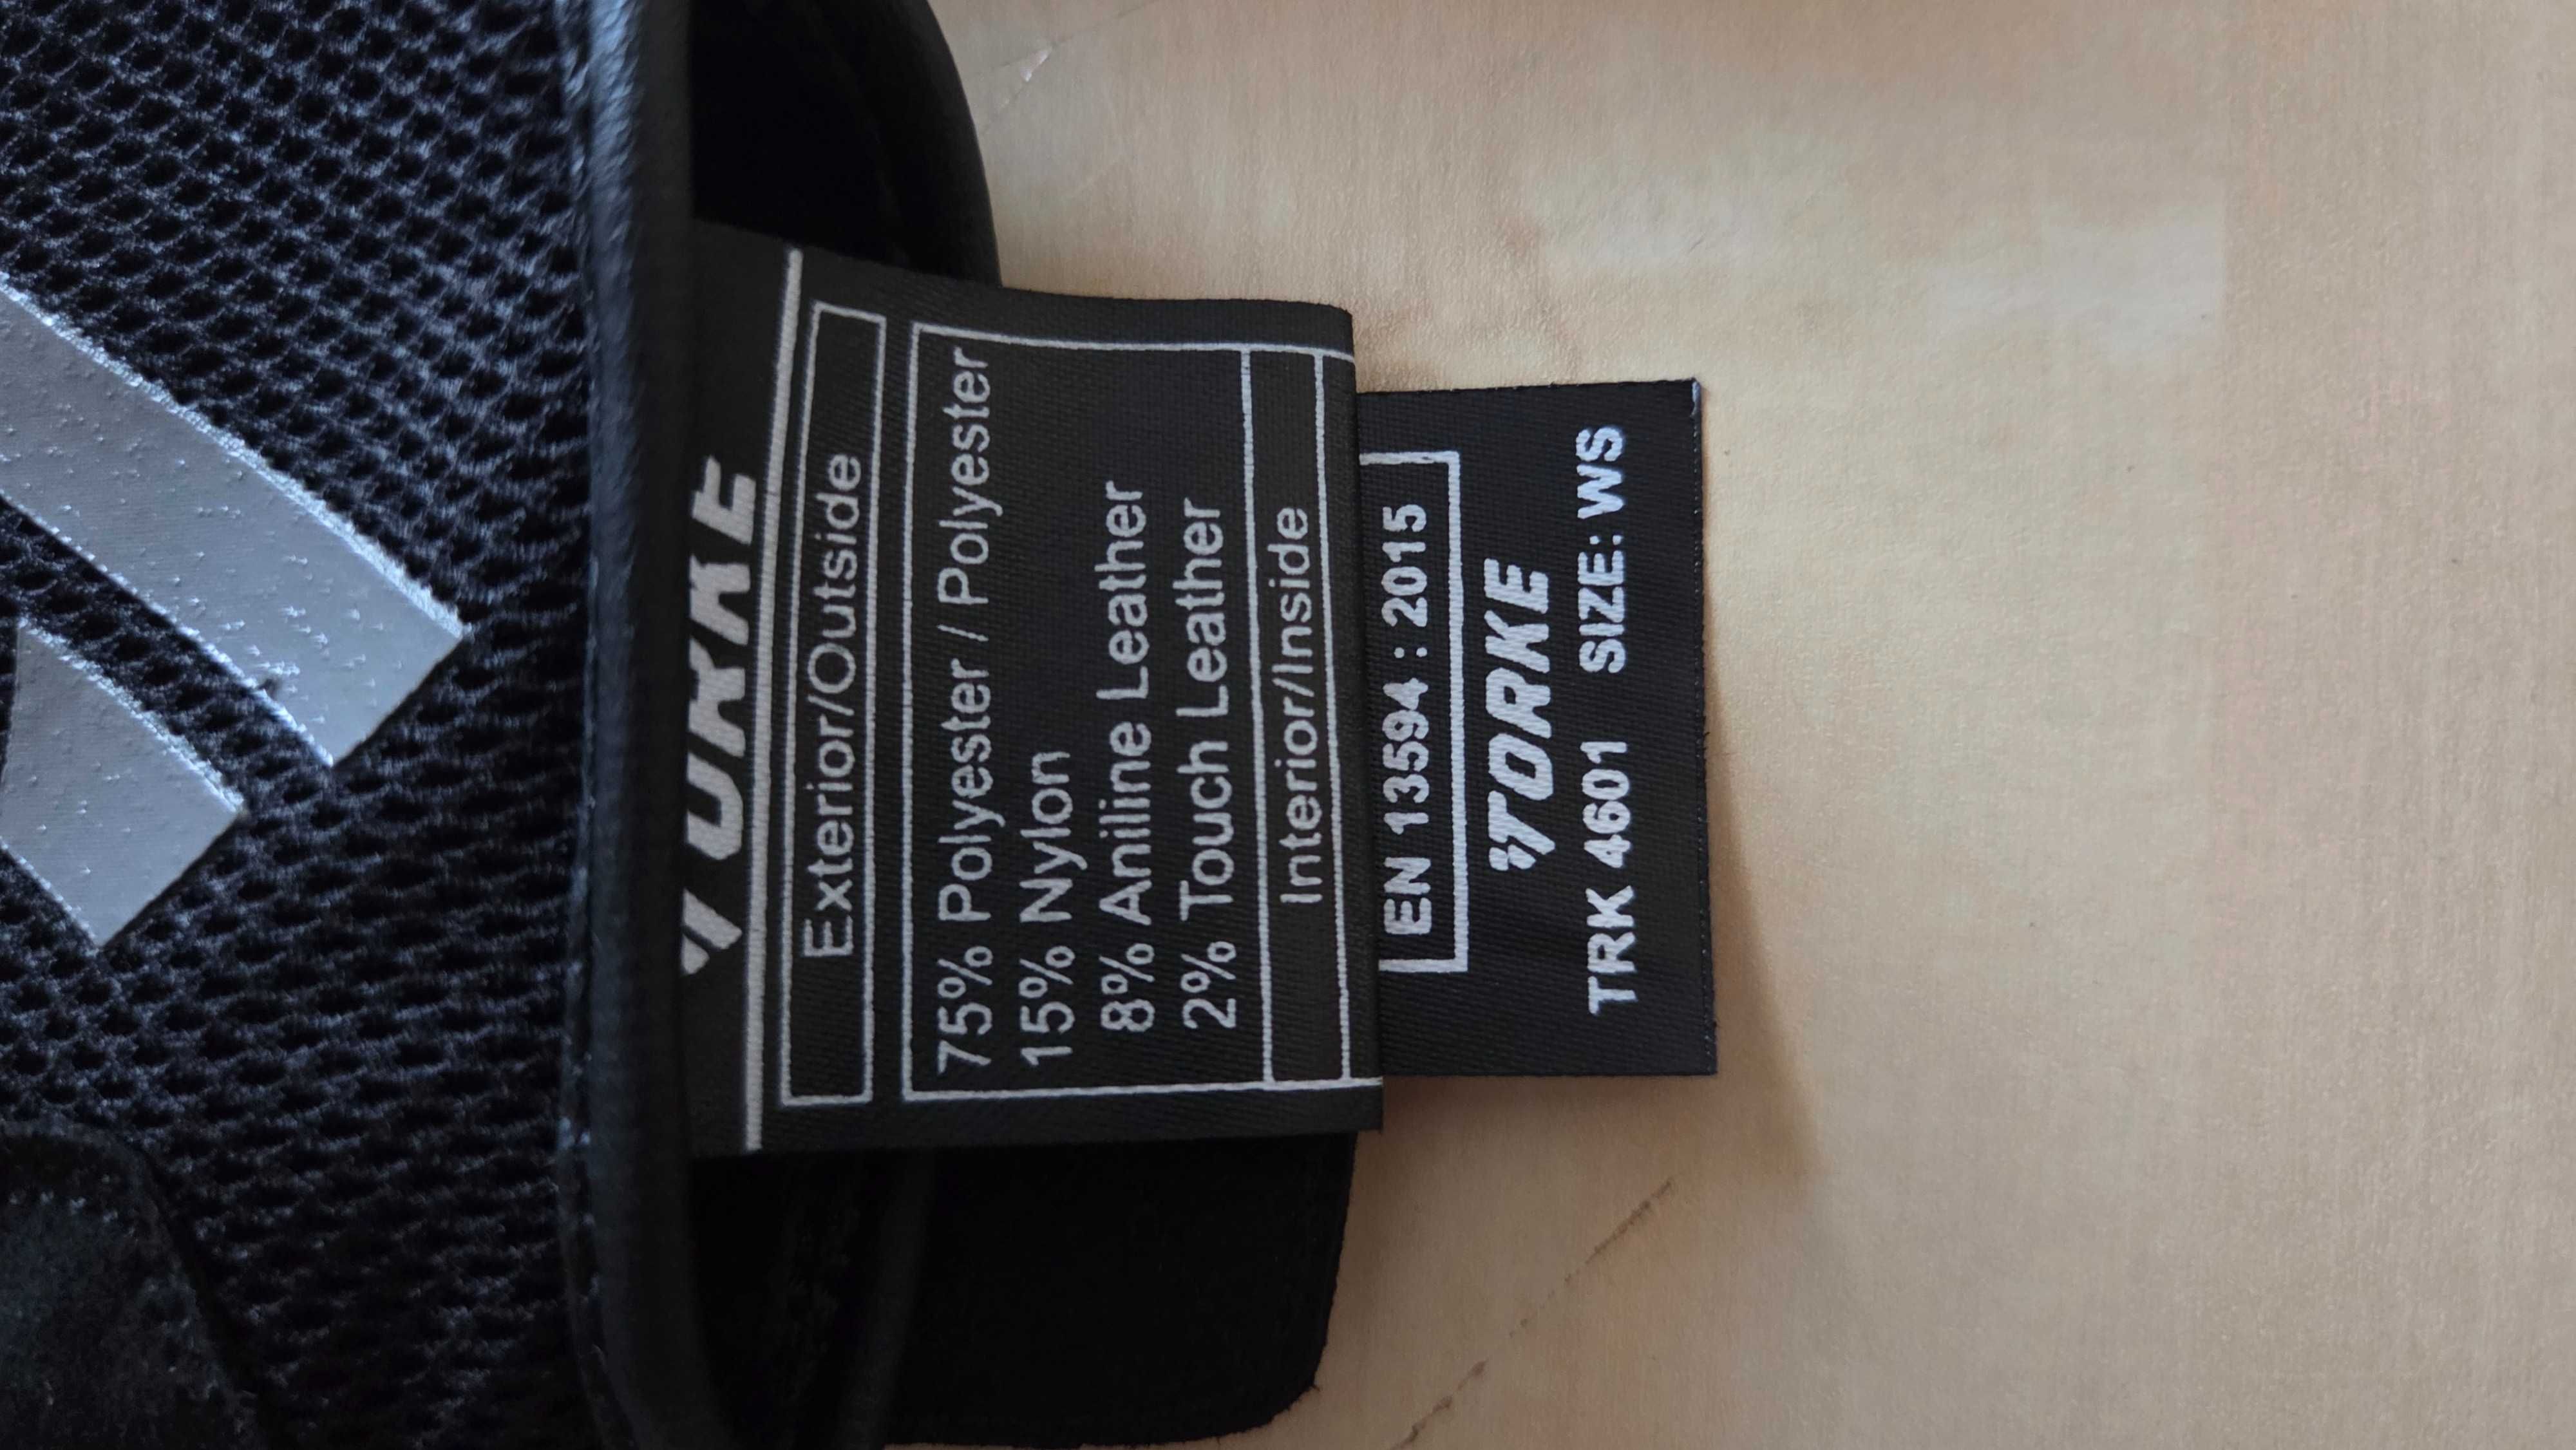 TORKE
Exterior/Outside
75% Polyester / Polyester
15% Nylon
8% Aniline Leather
2% Touch Leather
Interior/Inside
EN 13594 : 2015
TORKE
TRK 4601 SIZE: WS